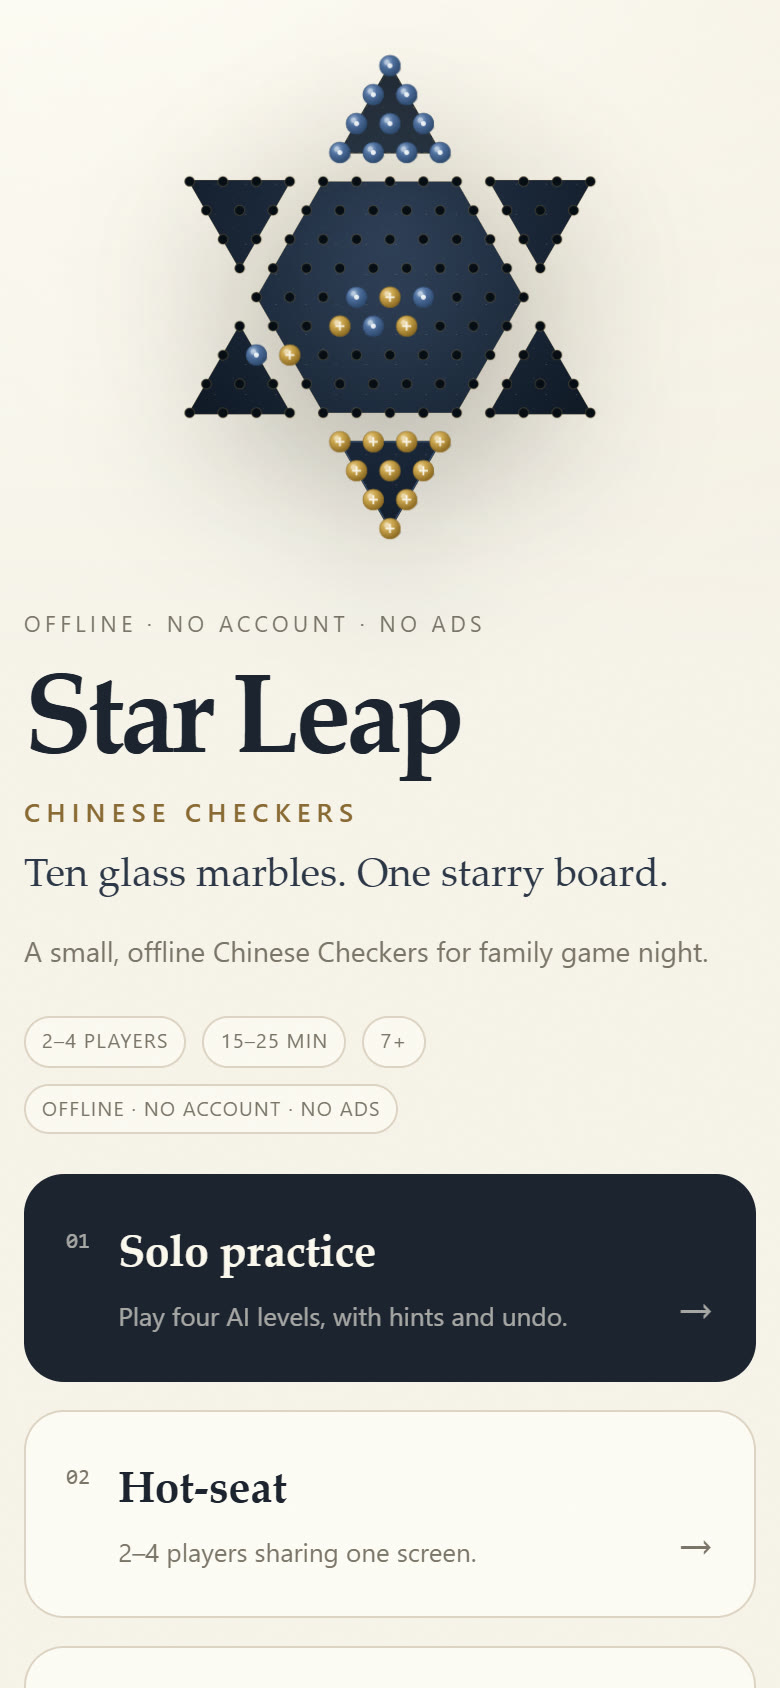 OFFLINE · NO ACCOUNT · NO ADS
Star Leap
CHINESE CHECKERS
Ten glass marbles. One starry board.
A small, offline Chinese Checkers for family game night.
2–4 PLAYERS
15–25 MIN
7+
OFFLINE · NO ACCOUNT · NO ADS
01
Solo practice
Play four AI levels, with hints and undo.
→
02
Hot-seat
2–4 players sharing one screen.
→